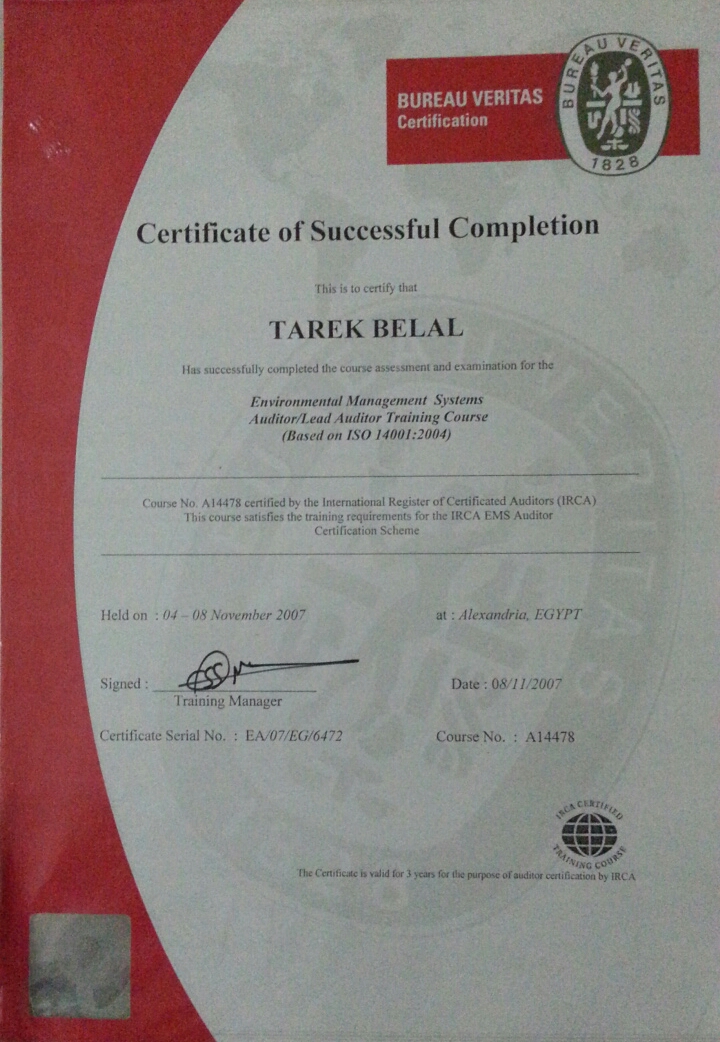 BUREAU VERITAS
Certification
BUREAU VERITAS
1828
Certificate of Successful Completion
This is to certify that
TAREK BELAL
Has successfully completed the course assessment and examination for the
Environmental Management Systems
Auditor/Lead Auditor Training Course
(Based on ISO 14001:2004)
Course No. A14478 certified by the International Register of Certificated Auditors (IRCA)
This course satisfies the training requirements for the IRCA EMS Auditor
Certification Scheme
Held on : 04 – 08 November 2007 at : Alexandria, EGYPT
Signed : Date : 08/11/2007
Training Manager
Certificate Serial No. : EA/07/EG/6472 Course No. : A14478
IRCA CERTIFIED
TRAINING COURSE
The Certificate is valid for 3 years for the purpose of auditor certification by IRCA